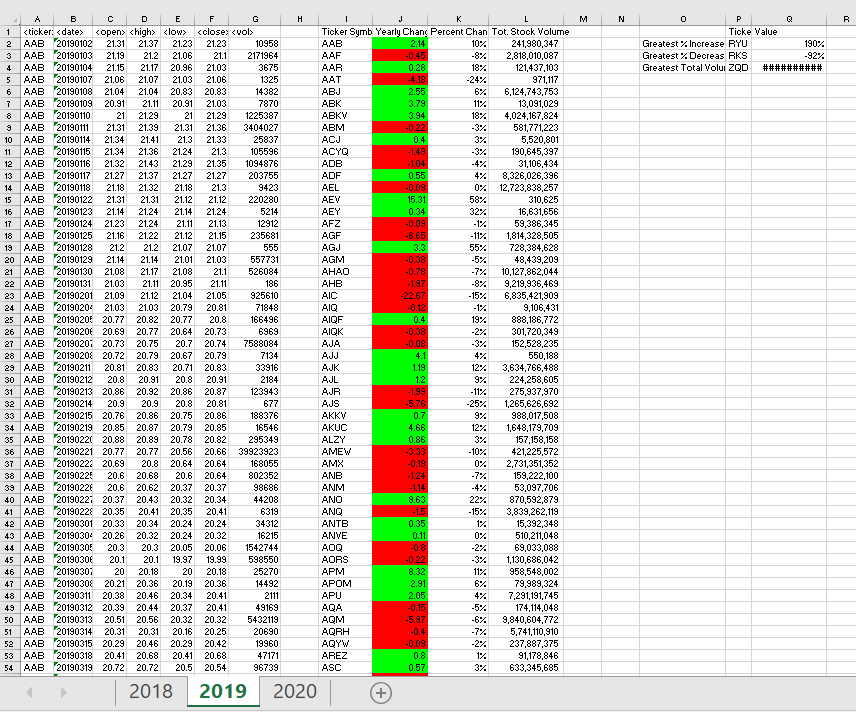 A B C D E F G H I J K L M N O P Q R
1 <ticker> <date> <open> <high> <low> <close> <vol> Ticker Symb Yearly Chang Percent Chan Tot. Stock Volume Ticke Value
2 AAB 20190102 21.31 21.37 21.23 21.23 10958 AAB 2.14 10% 241,980,347 Greatest % Increase RYU 190%
3 AAB 20190103 21.19 21.2 21.06 21.1 2171964 AAF -0.45 -8% 2,818,010,087 Greatest % Decreas RKS -92%
4 AAB 20190104 21.15 21.17 20.96 21.03 3675 AAR 0.28 18% 121,437,103 Greatest Total Volur ZQD ##########
5 AAB 20190107 21.06 21.07 21.03 21.06 1325 AAT -4.13 -24% 971,117
6 AAB 20190108 21.04 21.04 20.83 20.83 14382 ABJ 2.55 6% 6,124,743,753
7 AAB 20190109 20.91 21.11 20.91 21.03 7870 ABK 3.79 11% 13,091,029
8 AAB 20190110 21 21.29 21 21.29 1225387 ABKV 3.94 18% 4,024,167,824
9 AAB 20190111 21.31 21.39 21.31 21.36 3404027 ABM -0.22 -3% 581,771,223
10 AAB 20190114 21.34 21.41 21.3 21.33 25837 ACJ 0.4 3% 5,520,801
11 AAB 20190115 21.34 21.36 21.24 21.3 105596 ACYQ -1.43 -3% 190,645,397
12 AAB 20190116 21.32 21.43 21.29 21.35 1094876 ADB -1.04 -4% 31,106,434
13 AAB 20190117 21.27 21.37 21.27 21.27 203755 ADF 0.55 4% 8,326,026,396
14 AAB 20190118 21.18 21.32 21.18 21.3 9423 AEL -0.09 0% 12,723,838,257
15 AAB 20190122 21.31 21.31 21.12 21.12 220280 AEV 15.31 58% 310,625
16 AAB 20190123 21.14 21.24 21.14 21.24 5214 AEY 0.34 32% 16,631,656
17 AAB 20190124 21.23 21.24 21.11 21.13 12912 AFZ -0.09 -1% 59,386,345
18 AAB 20190125 21.16 21.22 21.12 21.15 235681 AGF -6.65 -11% 1,814,328,505
19 AAB 20190128 21.2 21.2 21.07 21.07 555 AGJ 3.3 55% 728,384,628
20 AAB 20190129 21.14 21.14 21.01 21.03 557731 AGM -0.39 -5% 48,439,209
21 AAB 20190130 21.08 21.17 21.08 21.1 526084 AHAO -0.73 -7% 10,127,862,044
22 AAB 20190131 21.03 21.11 20.95 21.11 186 AHB -1.97 -8% 9,219,936,469
23 AAB 20190201 21.09 21.12 21.04 21.05 925610 AIC -22.67 -15% 6,835,421,909
24 AAB 20190204 21.03 21.03 20.79 20.81 71848 AIQ -0.12 -1% 9,106,431
25 AAB 20190205 20.77 20.82 20.77 20.8 166496 AIQF 0.4 19% 888,186,772
26 AAB 20190206 20.69 20.77 20.64 20.73 6969 AIQK -0.33 -2% 301,720,349
27 AAB 20190207 20.73 20.75 20.7 20.74 7588084 AJA -0.03 -3% 152,528,235
28 AAB 20190208 20.72 20.79 20.67 20.79 7134 AJJ 4.1 4% 550,188
29 AAB 20190211 20.81 20.83 20.71 20.83 33916 AJK 1.19 12% 3,634,766,488
30 AAB 20190212 20.8 20.91 20.8 20.91 2184 AJL 1.2 9% 224,258,605
31 AAB 20190213 20.86 20.92 20.86 20.87 123943 AJR -1.99 -11% 275,937,970
32 AAB 20190214 20.9 20.9 20.8 20.81 677 AJS -5.76 -25% 1,265,626,692
33 AAB 20190215 20.76 20.86 20.75 20.86 188376 AKKV 0.7 9% 988,017,508
34 AAB 20190219 20.85 20.87 20.79 20.85 16546 AKUC 4.66 12% 1,648,179,709
35 AAB 20190220 20.88 20.89 20.78 20.82 295349 ALZY 0.86 3% 157,158,158
36 AAB 20190221 20.77 20.77 20.56 20.66 39923923 AMEW -3.33 -10% 421,225,572
37 AAB 20190222 20.69 20.8 20.64 20.64 168055 AMX -0.19 0% 2,731,351,352
38 AAB 20190225 20.6 20.68 20.6 20.64 802352 ANB -1.24 -7% 159,222,100
39 AAB 20190226 20.6 20.62 20.37 20.37 98686 ANM -1.14 -4% 53,097,706
40 AAB 20190227 20.37 20.43 20.32 20.34 44208 ANO 9.63 22% 870,592,879
41 AAB 20190228 20.35 20.41 20.35 20.41 6319 ANQ -1.5 -15% 3,839,262,119
42 AAB 20190301 20.33 20.34 20.24 20.24 34312 ANTB 0.35 1% 15,392,348
43 AAB 20190304 20.26 20.32 20.24 20.32 16215 ANVE 0.11 0% 510,211,048
44 AAB 20190305 20.3 20.3 20.05 20.06 1542744 AOQ -0.9 -2% 69,033,088
45 AAB 20190306 20.1 20.1 19.97 19.99 598550 AORS -0.22 -3% 1,130,686,042
46 AAB 20190307 20 20.18 20 20.18 25270 APM 8.32 11% 958,548,002
47 AAB 20190308 20.21 20.36 20.19 20.36 14492 APOM 2.91 6% 79,989,324
48 AAB 20190311 20.38 20.46 20.34 20.41 2111 APU 2.05 4% 7,291,191,745
49 AAB 20190312 20.39 20.44 20.37 20.41 49169 AQA -0.15 -5% 174,114,048
50 AAB 20190313 20.51 20.56 20.32 20.32 5432119 AQM -5.97 -6% 9,840,604,772
51 AAB 20190314 20.31 20.31 20.16 20.25 20690 AQRH -0.4 -7% 5,741,110,910
52 AAB 20190315 20.29 20.46 20.29 20.42 19960 AQYW -0.09 -2% 237,887,375
53 AAB 20190318 20.41 20.68 20.41 20.68 47171 AREZ 0.8 1% 91,178,846
54 AAB 20190319 20.72 20.72 20.5 20.54 96739 ASC 0.57 3% 633,345,685
2018 2019 2020